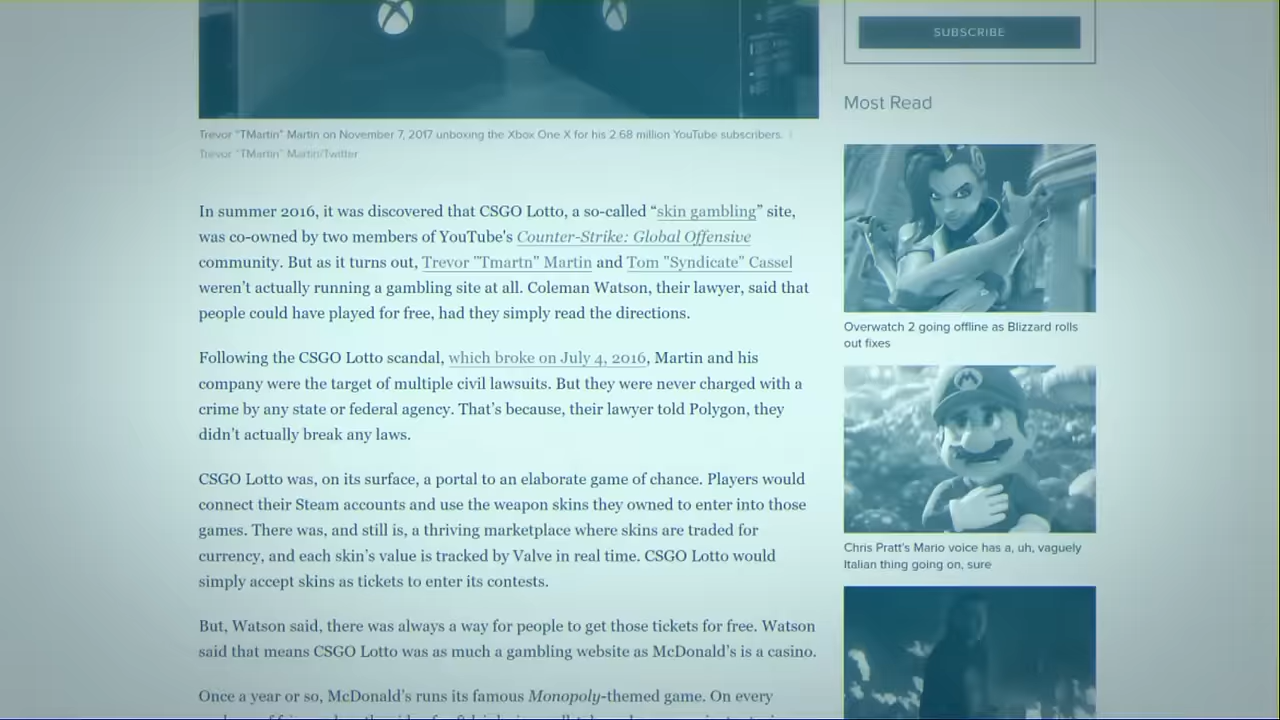 SUBSCRIBE
Most Read
Trevor "TMartin" Martin on November 7, 2017 unboxing the Xbox One X for his 2.68 million YouTube subscribers. |
Trevor "TMartin" Martin/Twitter
In summer 2016, it was discovered that CSGO Lotto, a so-called “skin gambling” site,
was co-owned by two members of YouTube's Counter-Strike: Global Offensive
community. But as it turns out, Trevor "Tmartn" Martin and Tom "Syndicate" Cassel
weren’t actually running a gambling site at all. Coleman Watson, their lawyer, said that
people could have played for free, had they simply read the directions.
Following the CSGO Lotto scandal, which broke on July 4, 2016, Martin and his
company were the target of multiple civil lawsuits. But they were never charged with a
crime by any state or federal agency. That’s because, their lawyer told Polygon, they
didn’t actually break any laws.
CSGO Lotto was, on its surface, a portal to an elaborate game of chance. Players would
connect their Steam accounts and use the weapon skins they owned to enter into those
games. There was, and still is, a thriving marketplace where skins are traded for
currency, and each skin’s value is tracked by Valve in real time. CSGO Lotto would
simply accept skins as tickets to enter its contests.
But, Watson said, there was always a way for people to get those tickets for free. Watson
said that means CSGO Lotto was as much a gambling website as McDonald’s is a casino.
Once a year or so, McDonald’s runs its famous Monopoly-themed game. On every
Overwatch 2 going offline as Blizzard rolls
out fixes
Chris Pratt’s Mario voice has a, uh, vaguely
Italian thing going on, sure